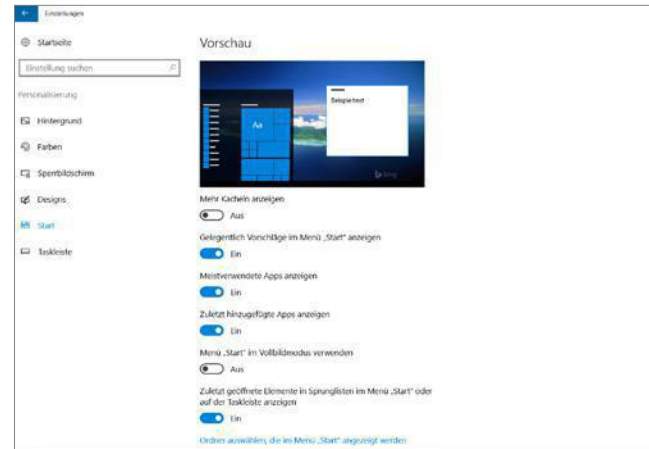 Einstellungen
Startseite
Einstellung suchen
Personalisierung
Hintergrund
Farben
Sperrbildschirm
Designs
Start
Taskleiste
Vorschau
Beispieltext
Aa
bing
Mehr Kacheln anzeigen
Aus
Gelegentlich Vorschläge im Menü „Start“ anzeigen
Ein
Meistverwendete Apps anzeigen
Ein
Zuletzt hinzugefügte Apps anzeigen
Ein
Menü „Start“ im Vollbildmodus verwenden
Aus
Zuletzt geöffnete Elemente in Sprunglisten im Menü „Start“ oder
auf der Taskleiste anzeigen
Ein
Ordner auswählen, die im Menü „Start“ angezeigt werden